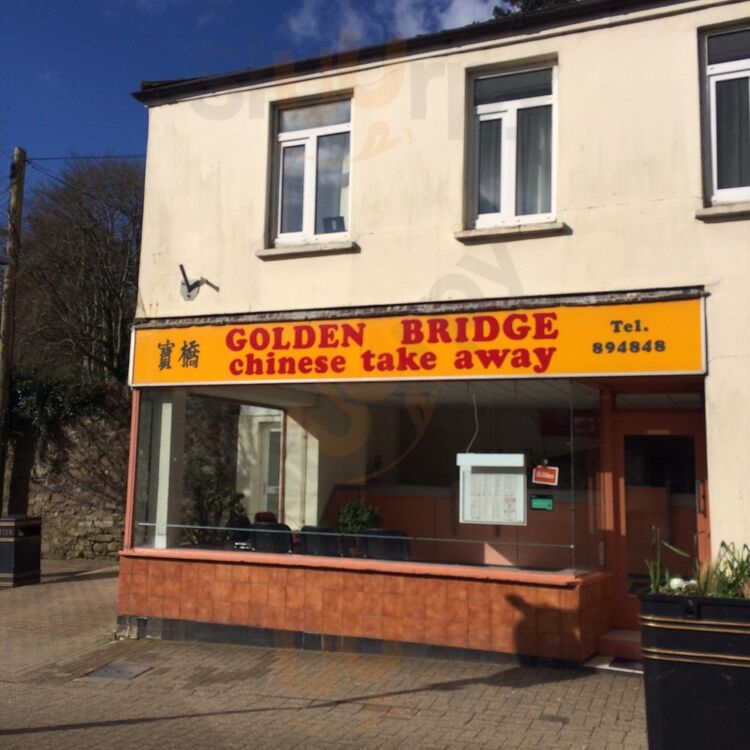 寶橋
GOLDEN BRIDGE
chinese take away
Tel.
894848